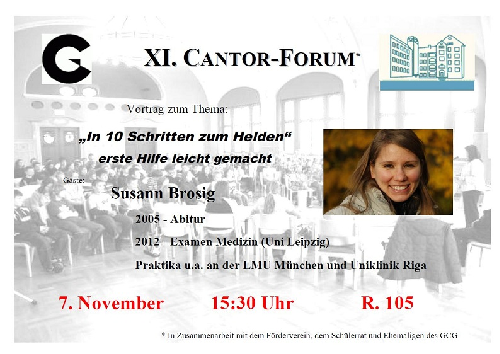 G
XI. CANTOR-FORUM*
Vortrag zum Thema:
„In 10 Schritten zum Helden“
erste Hilfe leicht gemacht
Gäste:
Susann Brosig
2005 - Abitur
2012 - Examen Medizin (Uni Leipzig)
Praktika u.a. an der LMU München und Uniklinik Riga
7. November 15:30 Uhr R. 105
* In Zusammenarbeit mit dem Förderverein, dem Schülerrat und Ehemaligen des GCG